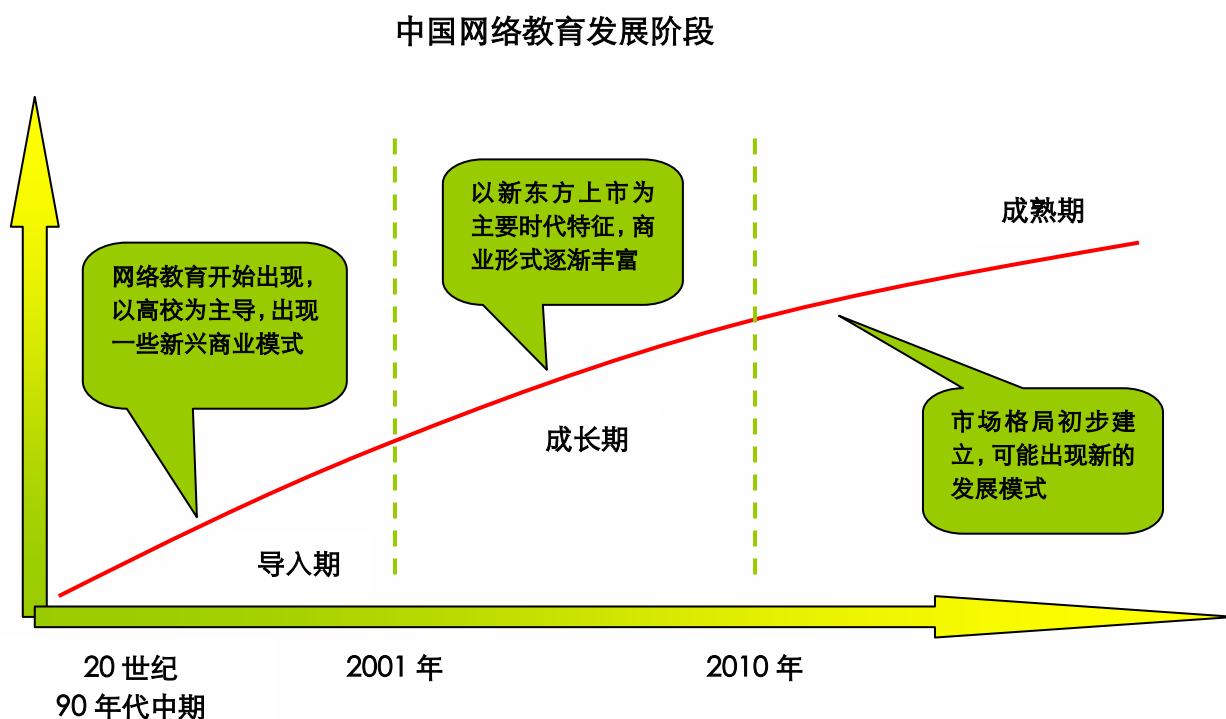 中国网络教育发展阶段
以新东方上市为
主要时代特征，商
业形式逐渐丰富
成熟期
网络教育开始出现，
以高校为主导，出现
一些新兴商业模式
市场格局初步建
立，可能出现新的
发展模式
成长期
导入期
20 世纪
90 年代中期
2001 年
2010 年